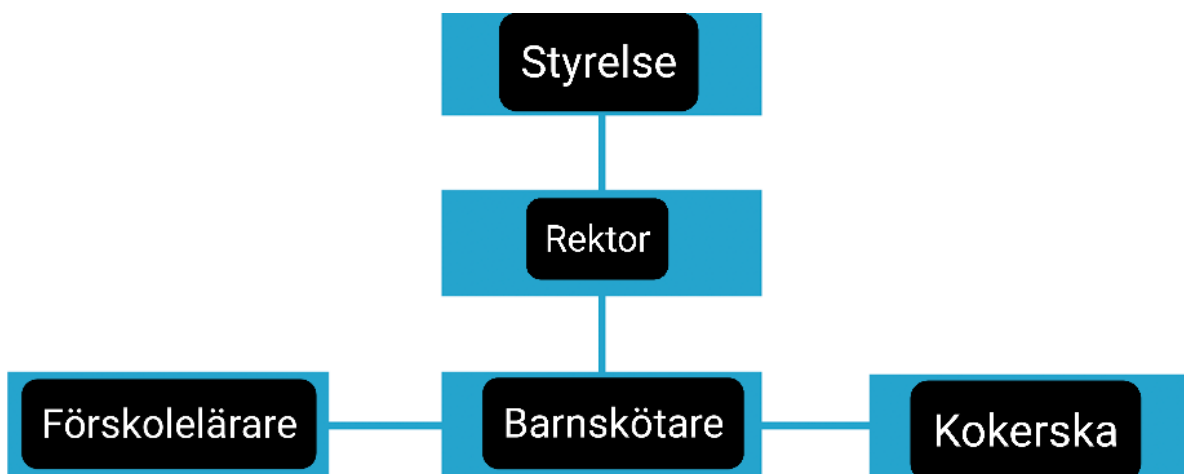 Styrelse
Rektor
Förskolelärare
Barnskötare
Kokerska